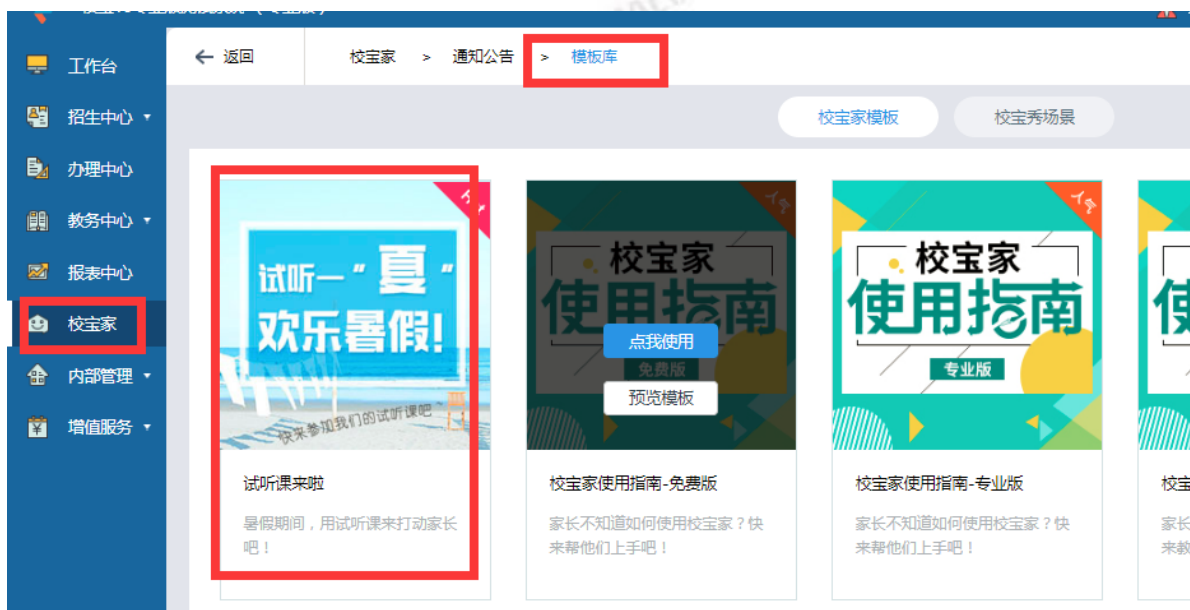 工作台
招生中心
办理中心
教务中心
报表中心
校宝家
内部管理
增值服务
← 返回
校宝家 > 通知公告 > 模板库
校宝家模板
校宝秀场景
试听一“夏“
欢乐暑假!
快来参加我们的试听课吧~
试听课来啦
暑假期间，用试听课来打动家长
吧！
人气
校宝家
使用指南
免费版
点我使用
预览模板
校宝家使用指南-免费版
家长不知道如何使用校宝家？快
来帮他们上手吧！
人气
校宝家
使用指南
专业版
校宝家使用指南-专业版
家长不知道如何使用校宝家？快
来帮他们上手吧！